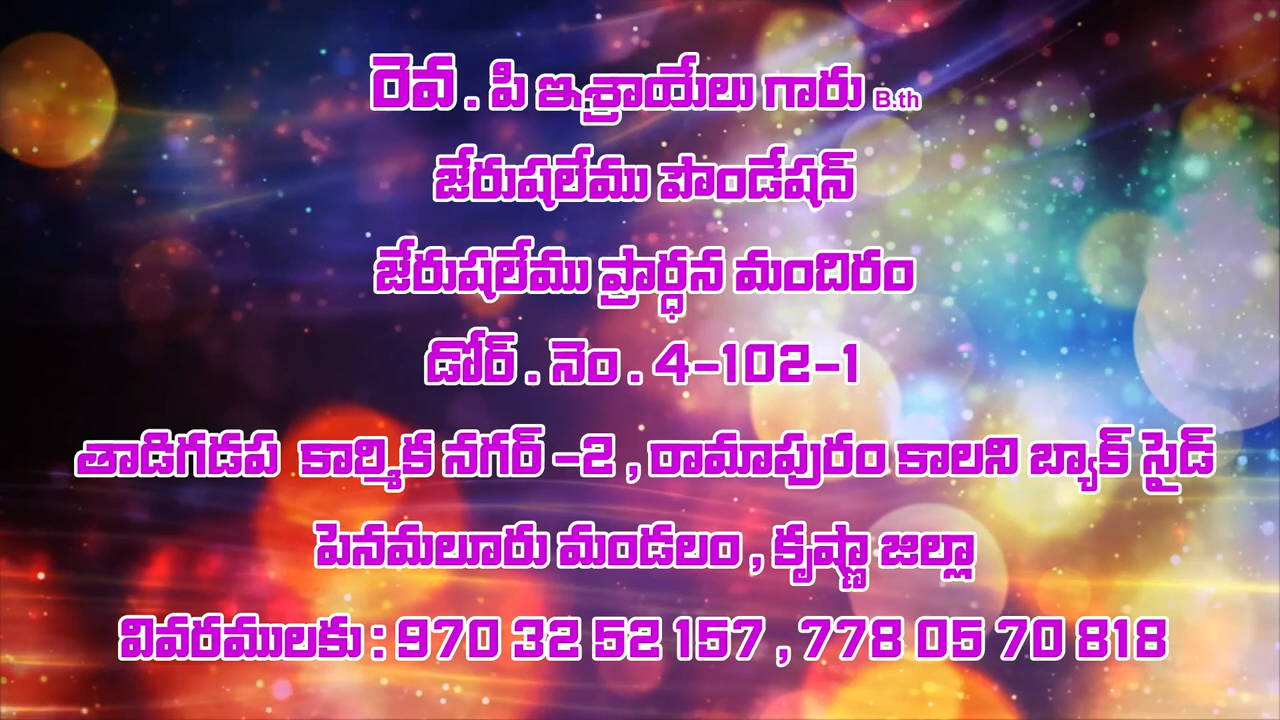 రెవ . పి ఇశ్రాయేలు గారు B.th
జేరుషలేము పౌండేషన్
జేరుషలేము ప్రార్ధన మందిరం
డోర్ . నెం . 4-102-1
తాడిగడప కార్మిక నగర్ -2 , రామాపురం కాలని బ్యాక్ సైడ్
పెనమలూరు మండలం , కృష్ణా జిల్లా
వివరములకు : 970 32 52 157 , 778 05 70 818